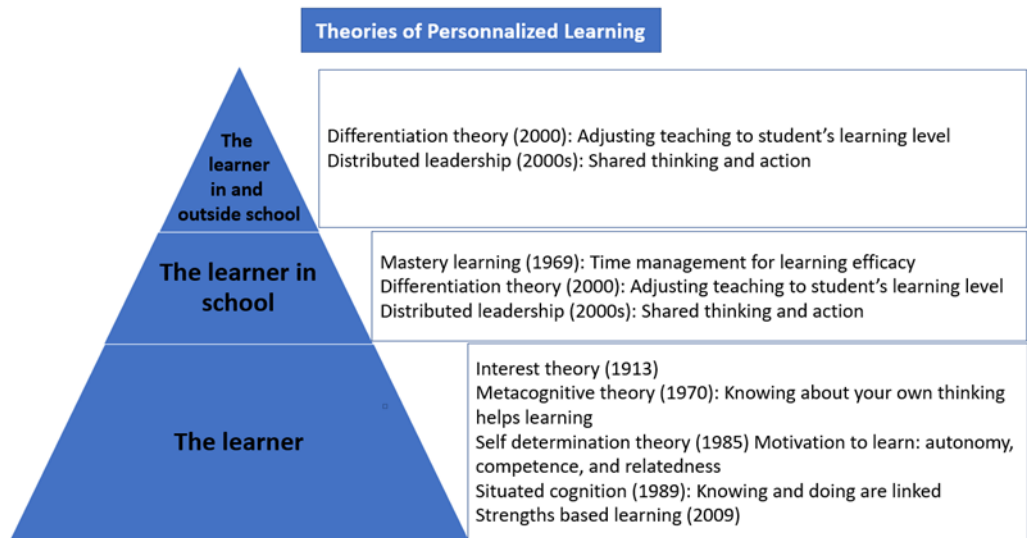 Theories of Personnalized Learning
The
learner
in and
outside school
Differentiation theory (2000): Adjusting teaching to student’s learning level
Distributed leadership (2000s): Shared thinking and action
The learner in
school
Mastery learning (1969): Time management for learning efficacy
Differentiation theory (2000): Adjusting teaching to student’s learning level
Distributed leadership (2000s): Shared thinking and action
The learner
Interest theory (1913)
Metacognitive theory (1970): Knowing about your own thinking
helps learning
Self determination theory (1985) Motivation to learn: autonomy,
competence, and relatedness
Situated cognition (1989): Knowing and doing are linked
Strengths based learning (2009)